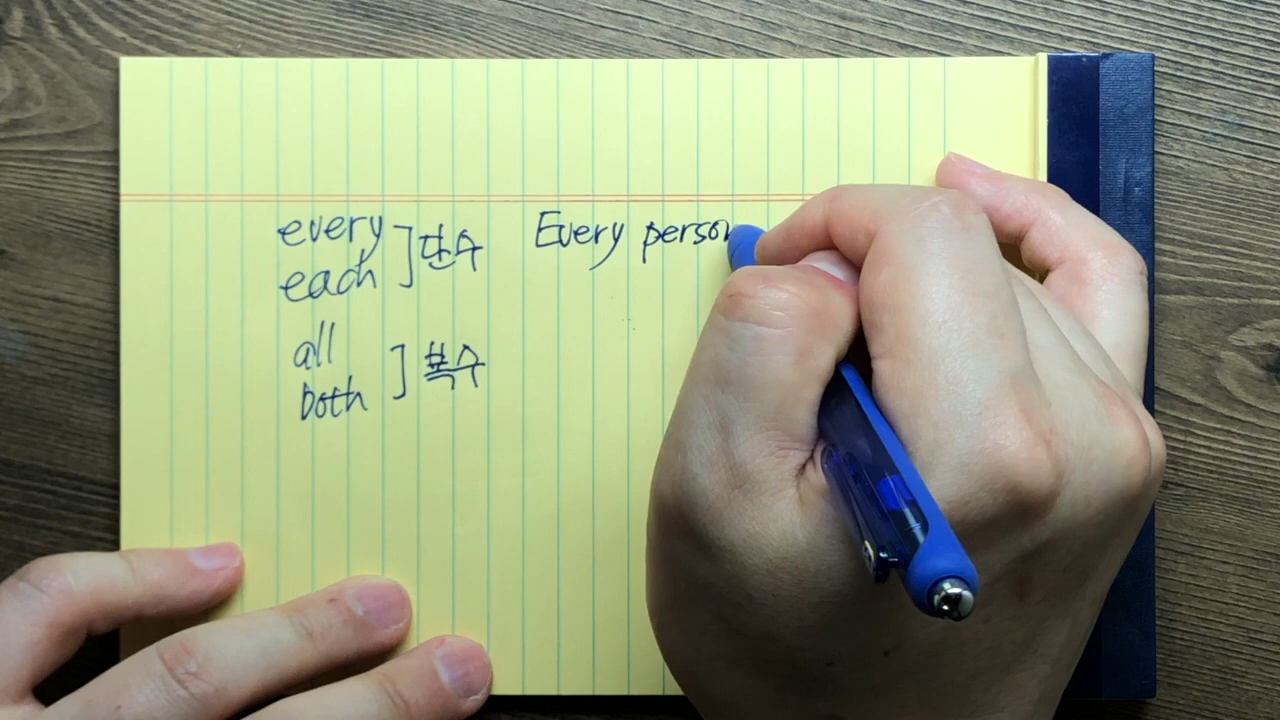 every
each
] 단수
all
both
] 복수
Every person